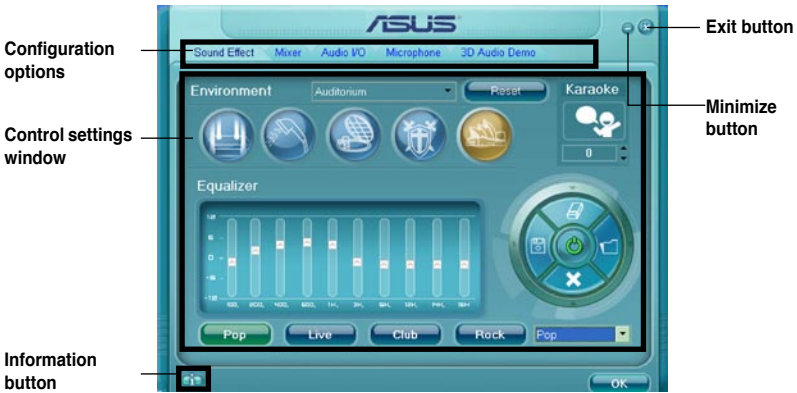 ASUS
Exit button
Configuration
options
Sound Effect Mixer Audio I/O Microphone 3D Audio Demo
Environment Auditorium Reset Karaoke
Minimize
button
Control settings
window
0
Equalizer
Pop Live Club Rock Pop
Information
button
i
OK